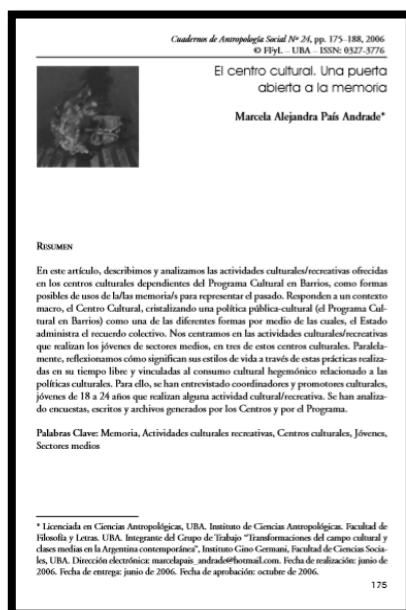 Cuadernos de Antropología Social Nº 24, pp. 175–188, 2006
© FFyL – UBA – ISSN: 0327-3776
El centro cultural. Una puerta
abierta a la memoria
Marcela Alejandra País Andrade*
RESUMEN
En este artículo, describimos y analizamos las actividades culturales/recreativas ofrecidas
en los centros culturales dependientes del Programa Cultural en Barrios, como formas
posibles de usos de la/las memoria/s para representar el pasado. Responden a un contexto
macro, el Centro Cultural, cristalizando una política pública-cultural (el Programa Cul-
tural en Barrios) como una de las diferentes formas por medio de las cuales, el Estado
administra el recuerdo colectivo. Nos centramos en las actividades culturales/recreativas
que realizan los jóvenes de sectores medios, en tres de estos centros culturales. Paralela-
mente, reflexionamos cómo significan sus estilos de vida a través de estas prácticas realiza-
das en su tiempo libre y vinculadas al consumo cultural hegemónico relacionado a las
políticas culturales. Para ello, se han entrevistado coordinadores y promotores culturales,
jóvenes de 18 a 24 años que realizan alguna actividad cultural/recreativa. Se han analiza-
do encuestas, escritos y archivos generados por los Centros y por el Programa.
Palabras Clave: Memoria, Actividades culturales recreativas, Centros culturales, Jóvenes,
Sectores medios
* Licenciada en Ciencias Antropológicas, UBA. Instituto de Ciencias Antropológicas. Facultad de
Filosofía y Letras. UBA. Integrante del Grupo de Trabajo “Transformaciones del campo cultural y
clases medias en la Argentina contemporánea”, Instituto Gino Germani, Facultad de Ciencias Socia-
les, UBA. Dirección electrónica: marcelapais_andrade@hotmail.com. Fecha de realización: junio de
2006. Fecha de entrega: junio de 2006. Fecha de aprobación: octubre de 2006.
175